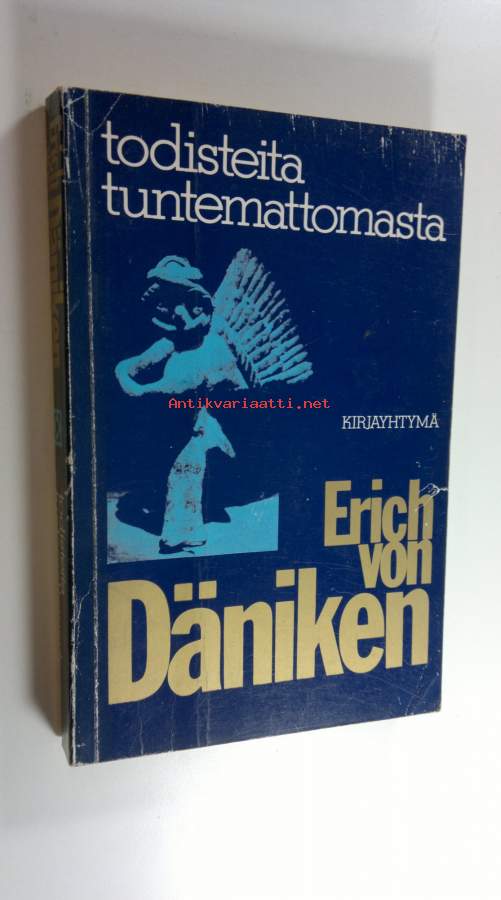 todisteita
tuntemattomasta
Antikvariaatti.net
KIRJAYHTYMÄ
Erich
von
Däniken